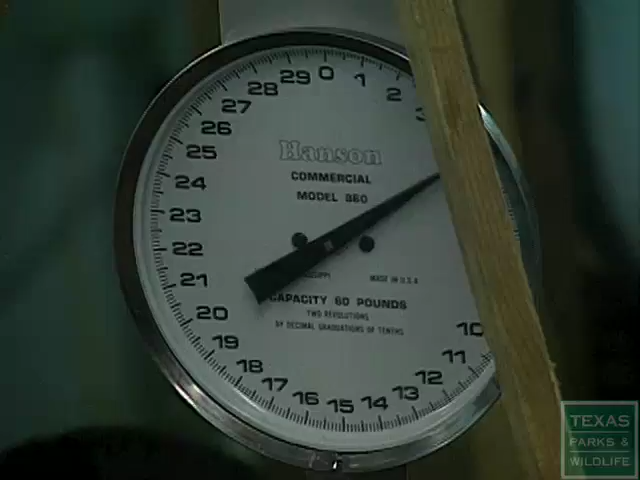 29 0 1
28 2
27 3
26
25
Hanson
COMMERCIAL
24
MODEL 860
23
22
21
MADE IN U.S.A
CAPACITY 60 POUNDS
20
TWO REVOLUTIONS
BY DECIMAL GRADUATIONS OF TENTHS
10
19
11
18
12
17
13
16 15 14
TEXAS
PARKS &
WILDLIFE